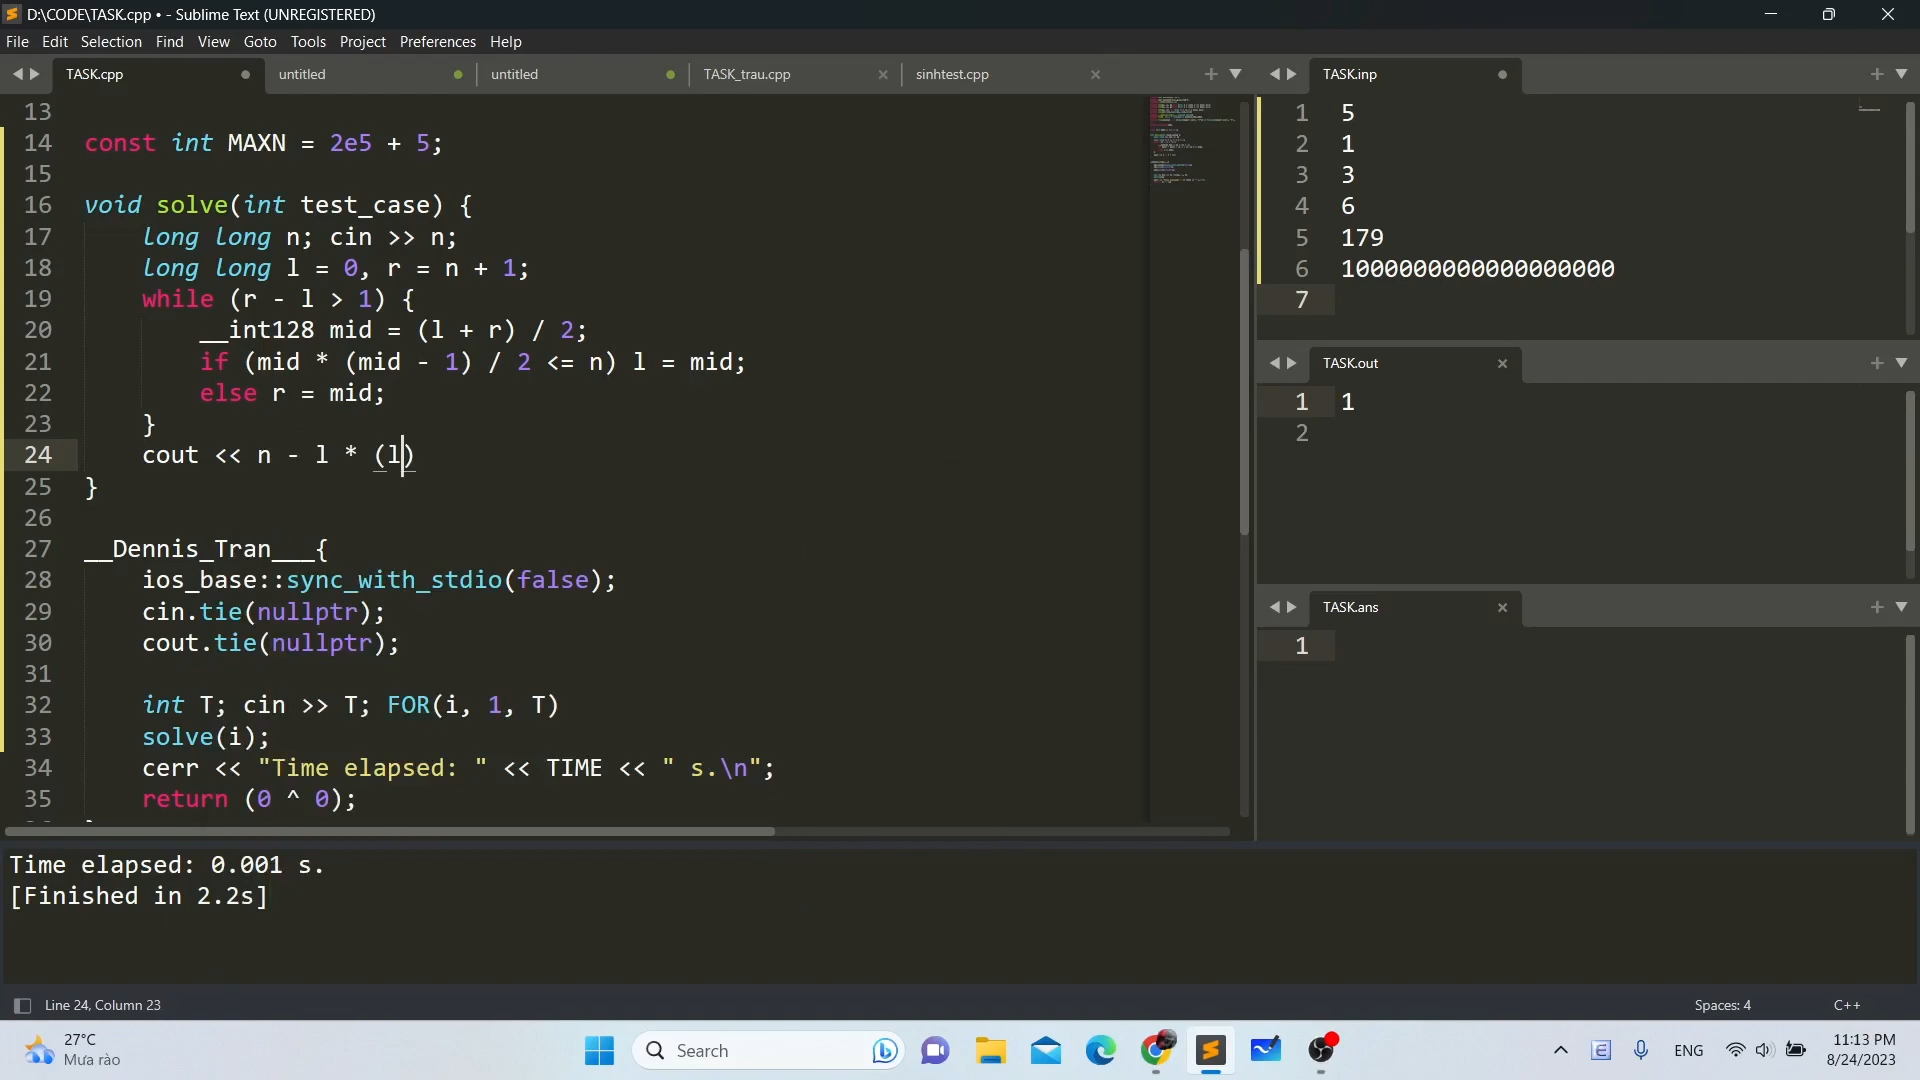 D:\CODE\TASK.cpp • - Sublime Text (UNREGISTERED)
File Edit Selection Find View Goto Tools Project Preferences Help
TASK.cpp untitled untitled TASK_trau.cpp sinhtest.cpp
13
14 const int MAXN = 2e5 + 5;
15
16 void solve(int test_case) {
17 long long n; cin >> n;
18 long long l = 0, r = n + 1;
19 while (r - l > 1) {
20 __int128 mid = (l + r) / 2;
21 if (mid * (mid - 1) / 2 <= n) l = mid;
22 else r = mid;
23 }
24 cout << n - l * (l)
25 }
26
27 __Dennis_Tran___{
28 ios_base::sync_with_stdio(false);
29 cin.tie(nullptr);
30 cout.tie(nullptr);
31
32 int T; cin >> T; FOR(i, 1, T)
33 solve(i);
34 cerr << "Time elapsed: " << TIME << " s.\n";
35 return (0 ^ 0);
TASK.inp
1 5
2 1
3 3
4 6
5 179
6 1000000000000000000
7
TASK.out
1 1
2
TASK.ans
1
Time elapsed: 0.001 s.
[Finished in 2.2s]
Line 24, Column 23
Spaces: 4
C++
27°C
Mưa rào
Search
ENG
11:13 PM
8/24/2023